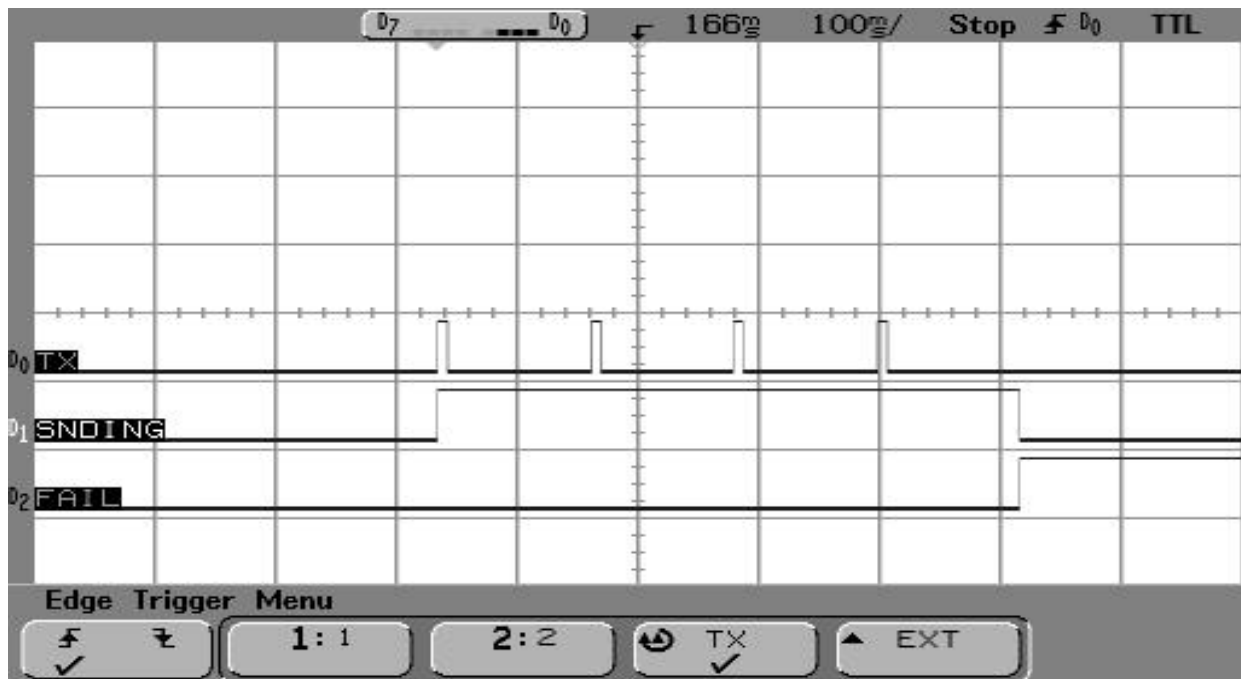 D7 D0 166ms 100ms/ Stop D0 TTL
D0 TX
D1 SNDING
D2 FAIL
Edge Trigger Menu
1: 1 2: 2 TX EXT